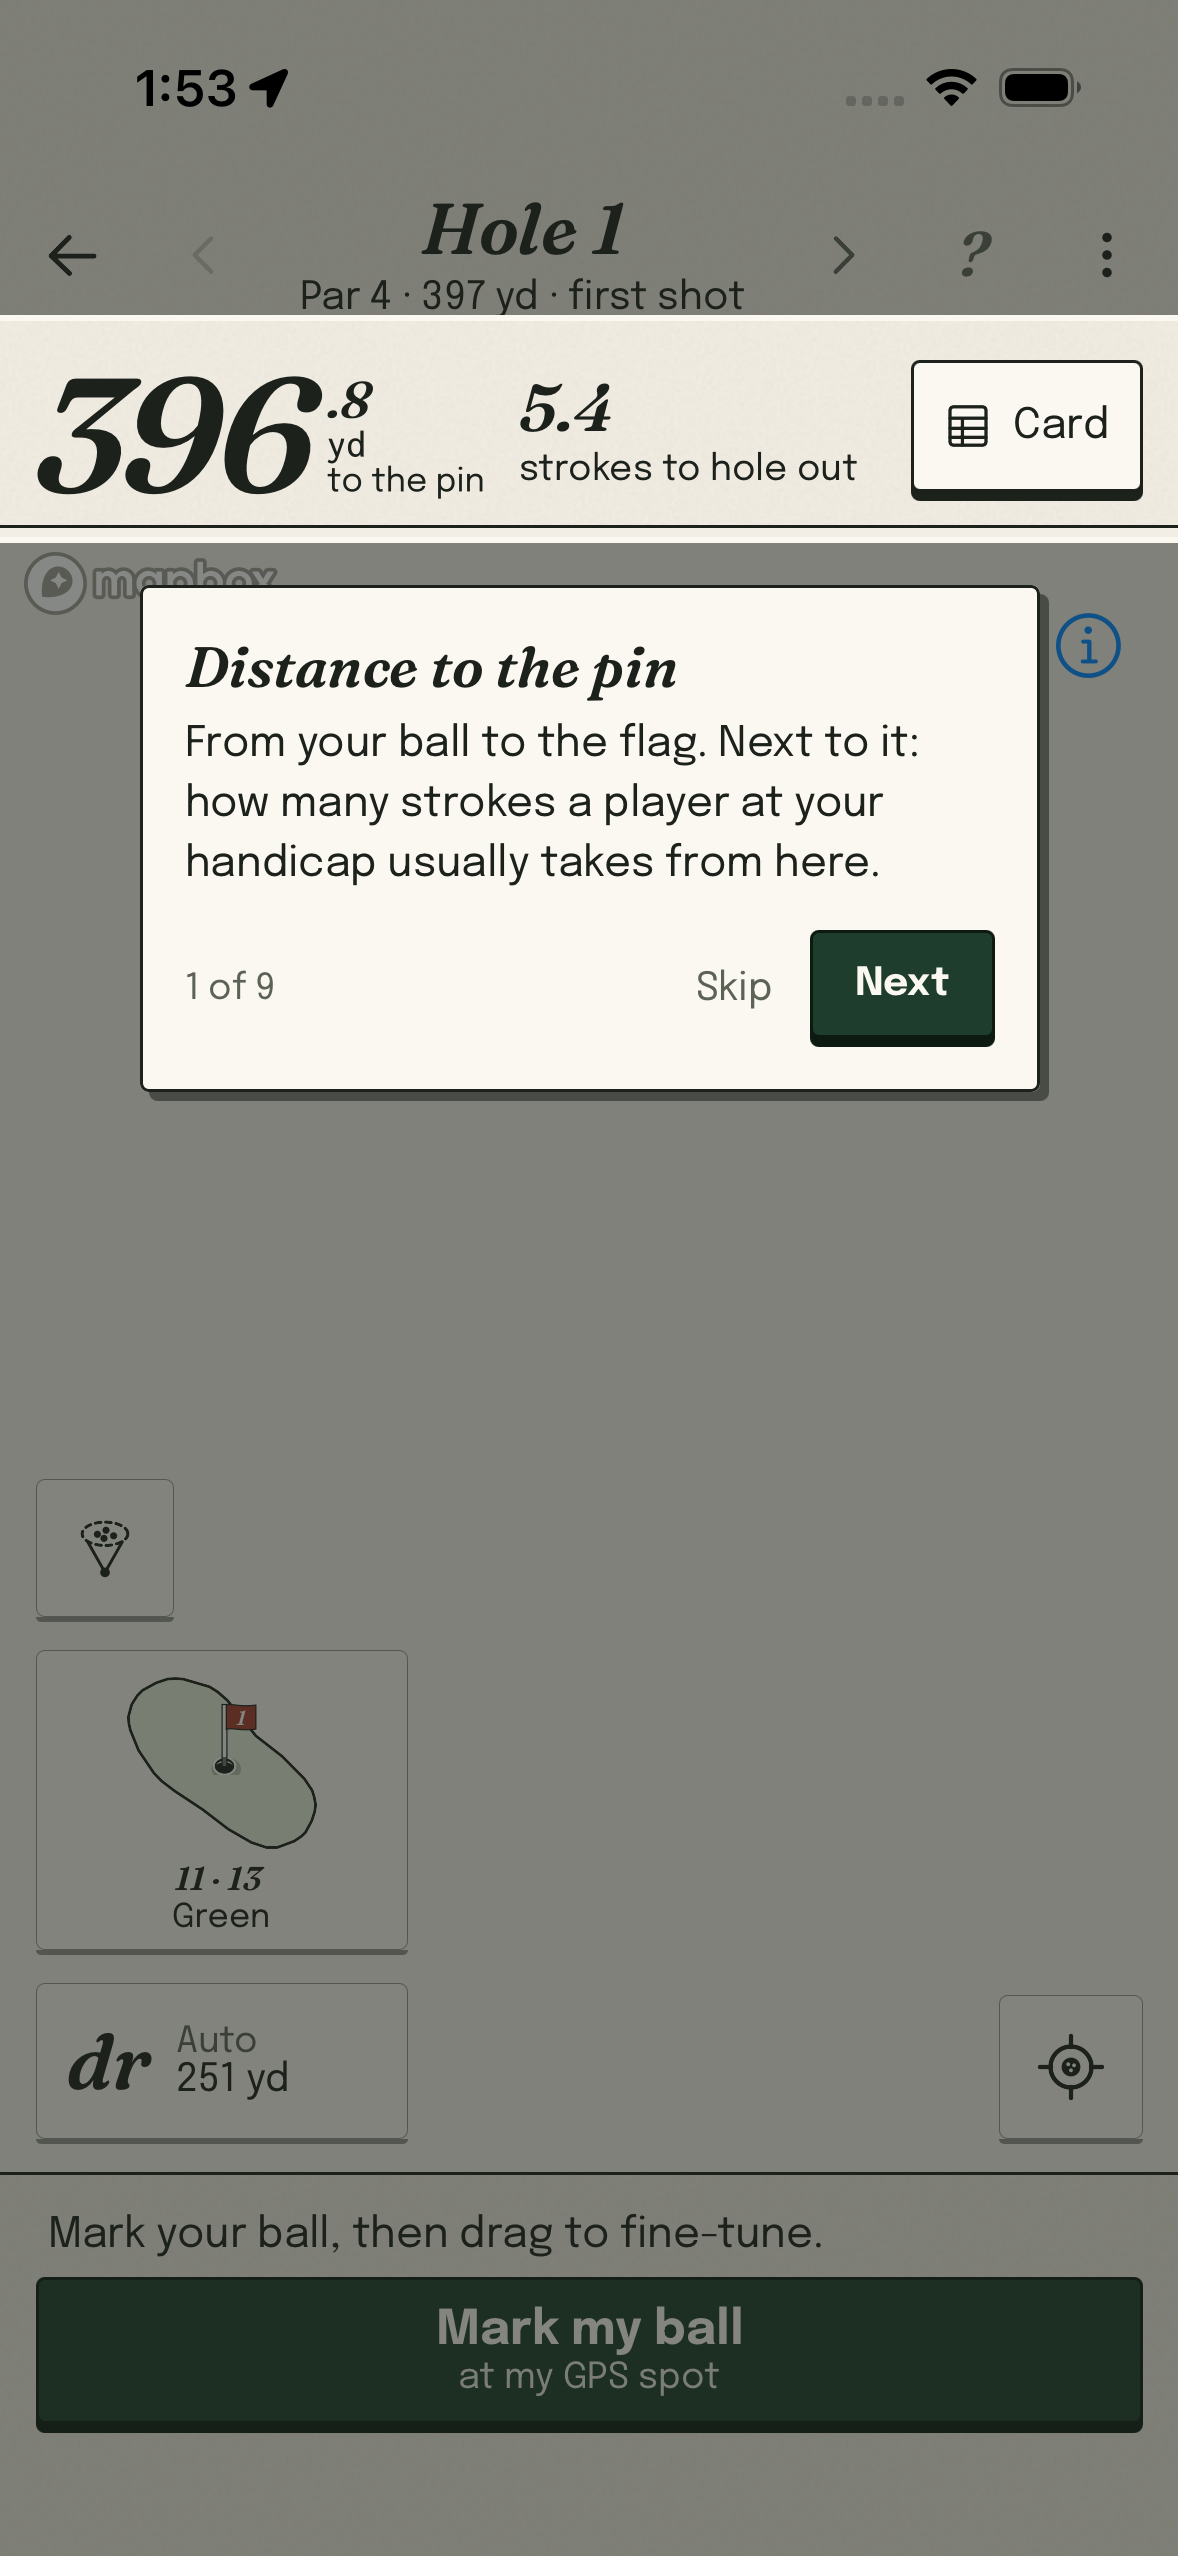 1:53
Hole 1
Par 4 · 397 yd · first shot
?
396.8
yd
to the pin
5.4
strokes to hole out
Card
mapbox
Distance to the pin
From your ball to the flag. Next to it:
how many strokes a player at your
handicap usually takes from here.
1 of 9
Skip
Next
1
11 · 13
Green
dr
Auto
251 yd
Mark your ball, then drag to fine-tune.
Mark my ball
at my GPS spot